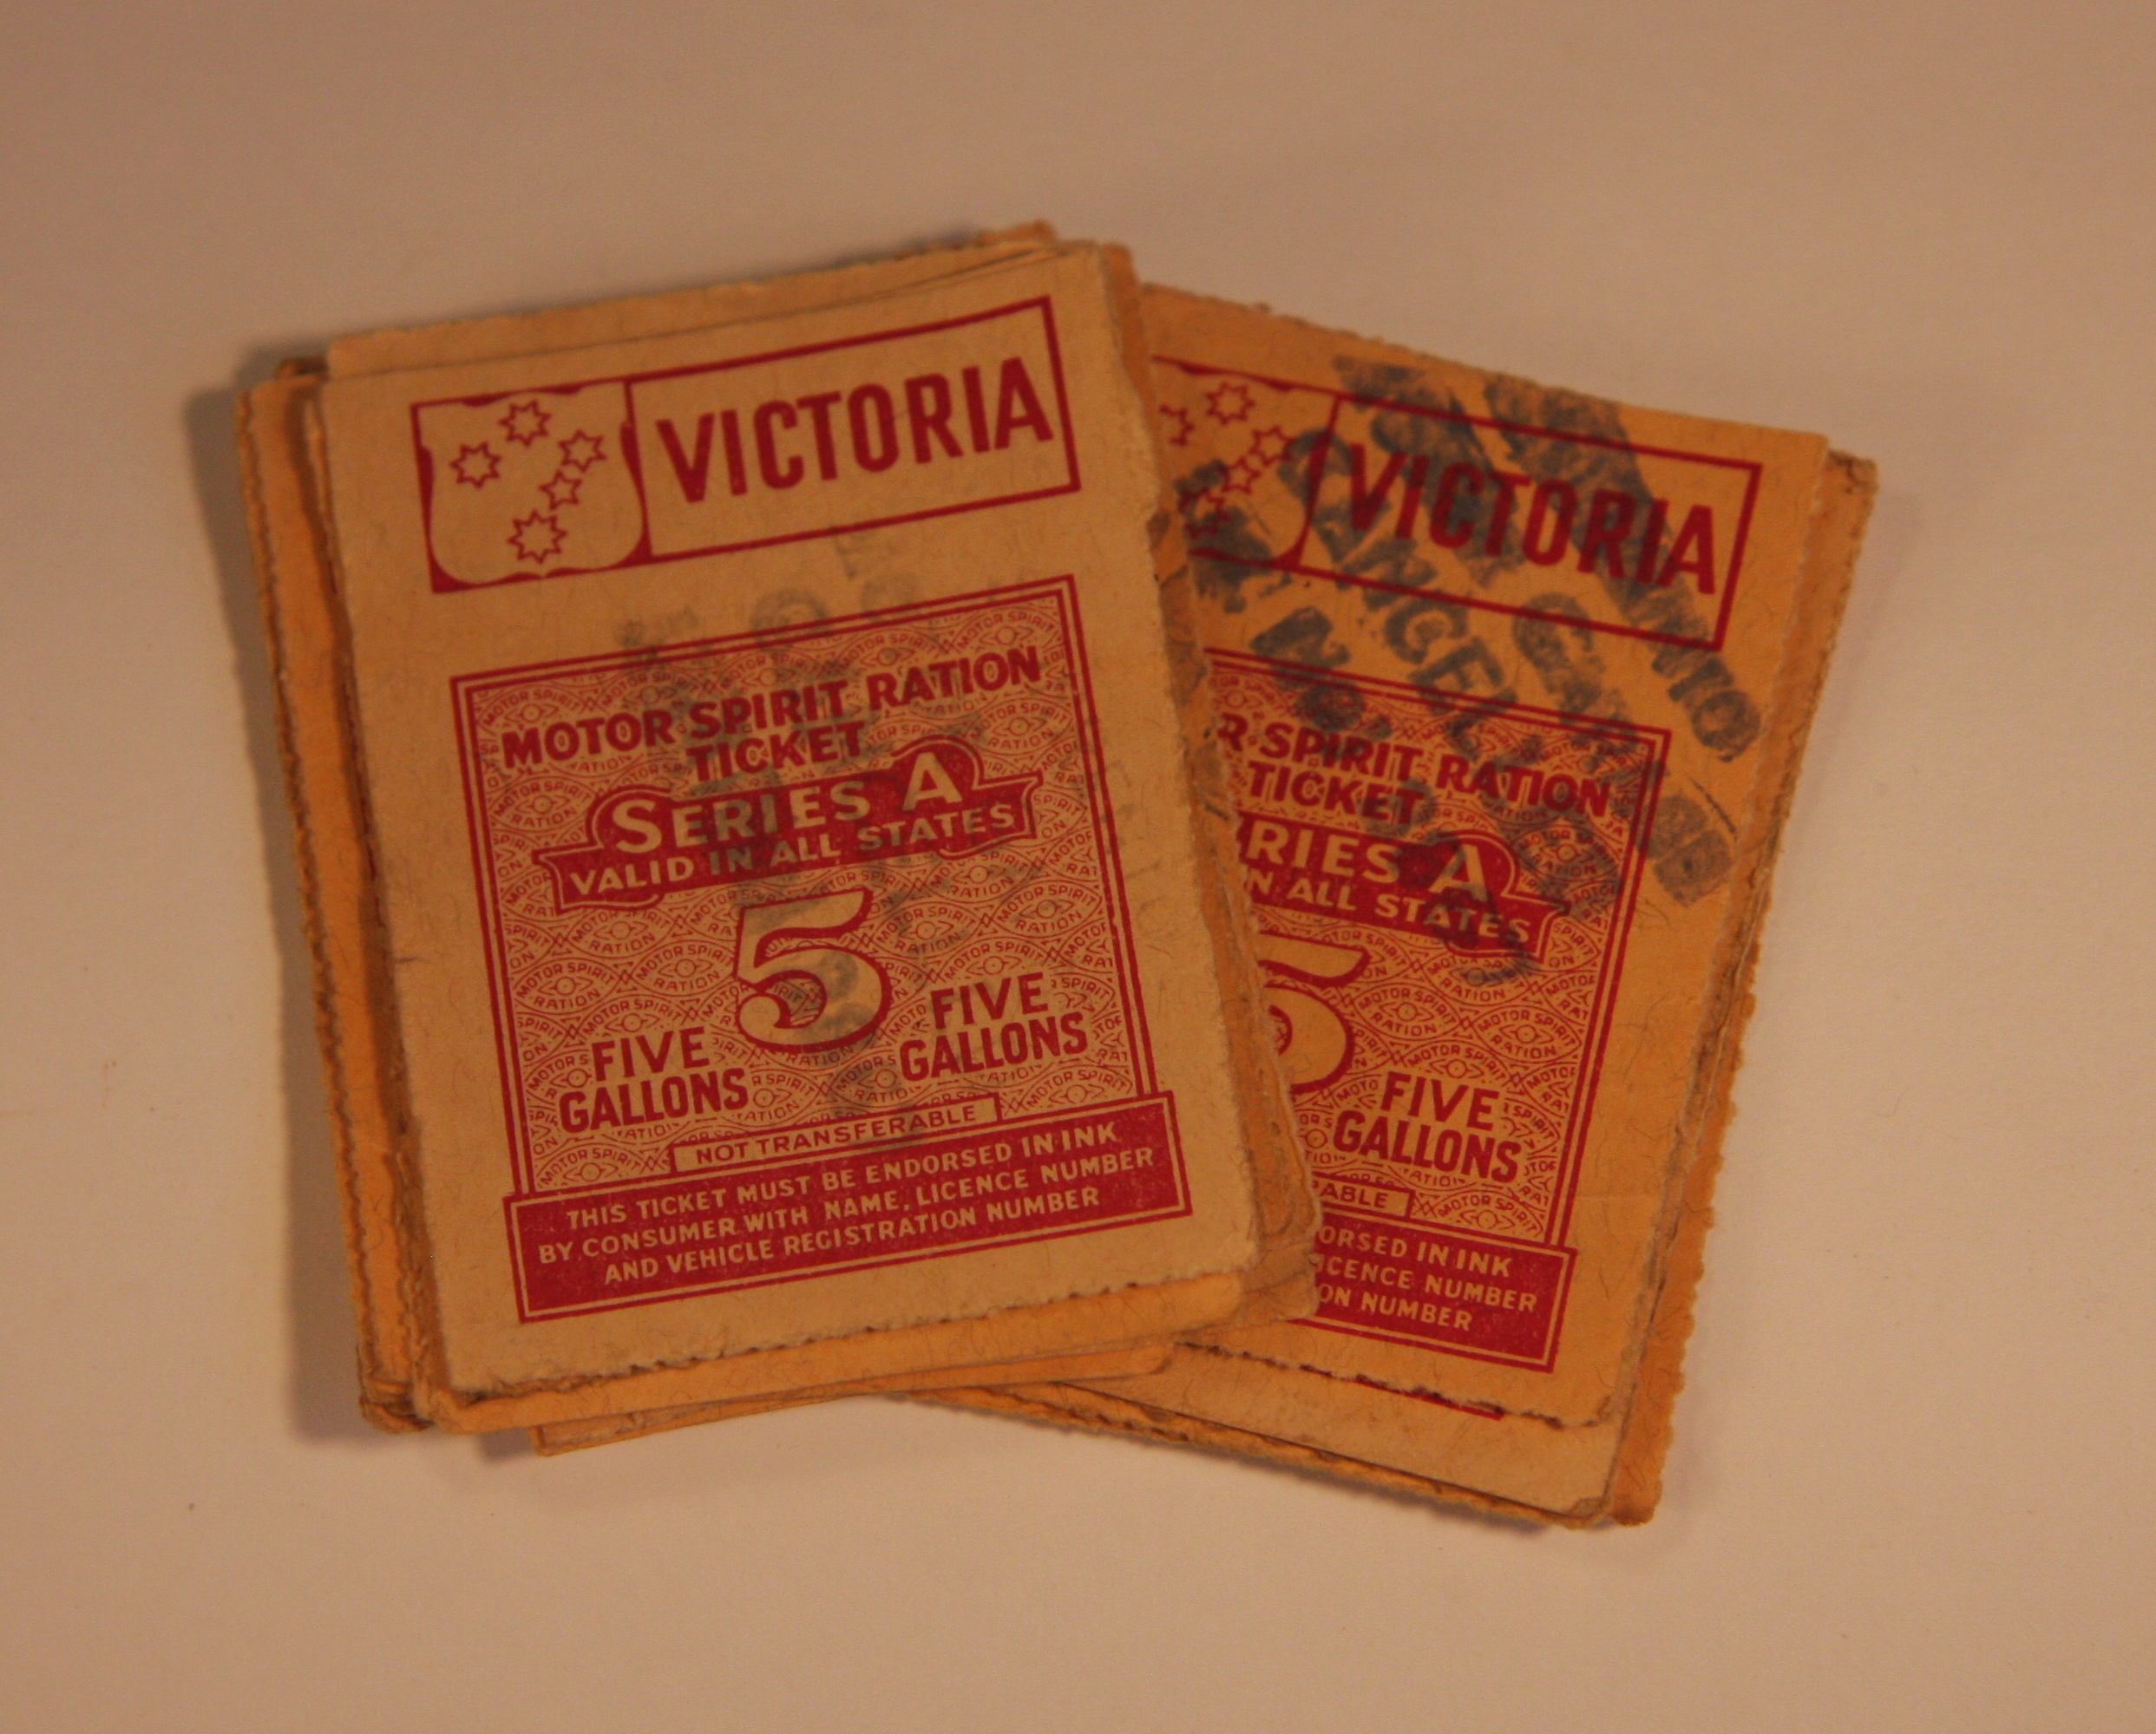 VICTORIA
MOTOR SPIRIT RATION
TICKET
SERIES A
VALID IN ALL STATES
5
FIVE
GALLONS
FIVE
GALLONS
NOT TRANSFERABLE
THIS TICKET MUST BE ENDORSED IN INK
BY CONSUMER WITH NAME, LICENCE NUMBER
AND VEHICLE REGISTRATION NUMBER
VICTORIA
CANCELLED
No.
R SPIRIT RATION
TICKET
RIES A
N ALL STATES
5
FIVE
GALLONS
RABLE
ORSED IN INK
ICENCE NUMBER
ON NUMBER